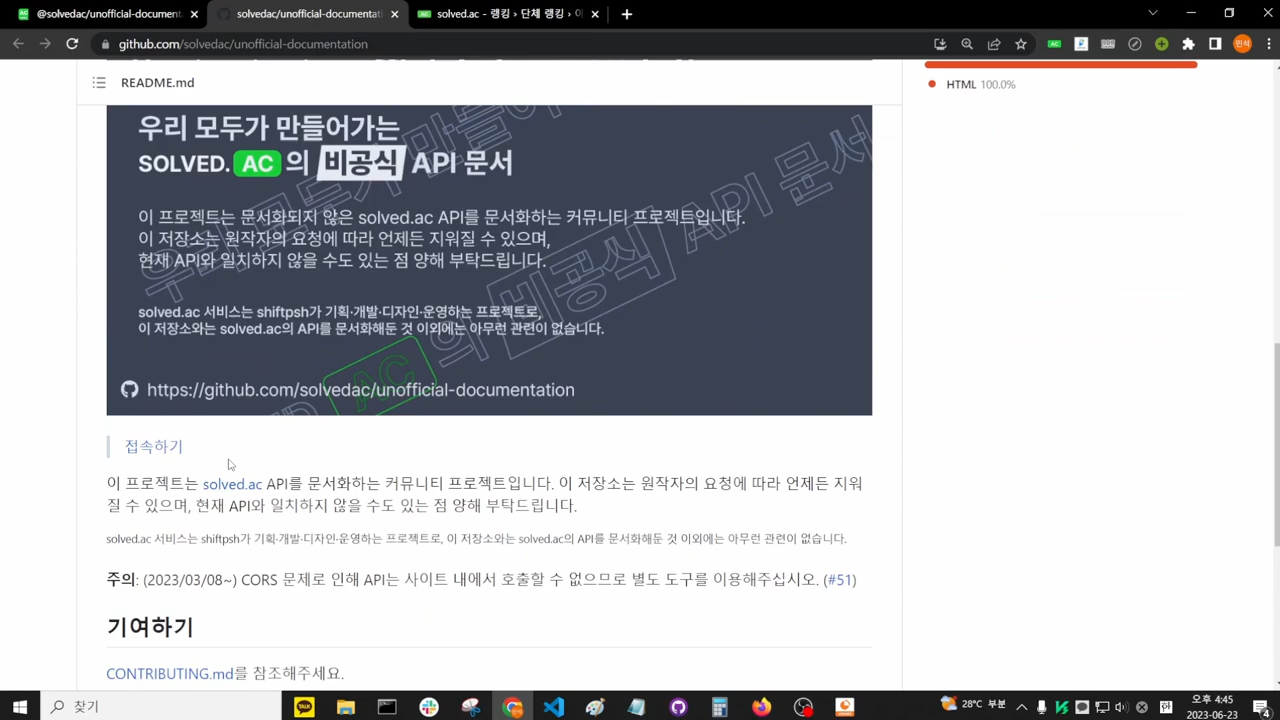 @solvedac/unofficial-documentat
solvedac/unofficial-documentati
solved.ac - 랭킹 › 단체 랭킹 › 이
github.com/solvedac/unofficial-documentation
AC
민석
README.md
HTML 100.0%
우리 모두가 만들어가는
SOLVED. AC 의 비공식 API 문서
이 프로젝트는 문서화되지 않은 solved.ac API를 문서화하는 커뮤니티 프로젝트입니다.
이 저장소는 원작자의 요청에 따라 언제든 지워질 수 있으며,
현재 API와 일치하지 않을 수도 있는 점 양해 부탁드립니다.
solved.ac 서비스는 shiftpsh가 기획·개발·디자인·운영하는 프로젝트로,
이 저장소와는 solved.ac의 API를 문서화해둔 것 이외에는 아무런 관련이 없습니다.
https://github.com/solvedac/unofficial-documentation
접속하기
이 프로젝트는 solved.ac API를 문서화하는 커뮤니티 프로젝트입니다. 이 저장소는 원작자의 요청에 따라 언제든 지워
질 수 있으며, 현재 API와 일치하지 않을 수도 있는 점 양해 부탁드립니다.
solved.ac 서비스는 shiftpsh가 기획·개발·디자인·운영하는 프로젝트로, 이 저장소와는 solved.ac의 API를 문서화해둔 것 이외에는 아무런 관련이 없습니다.
주의: (2023/03/08~) CORS 문제로 인해 API는 사이트 내에서 호출할 수 없으므로 별도 도구를 이용해주십시오. (#51)
기여하기
CONTRIBUTING.md를 참조해주세요.
찾기
TALK
28°C 부분
한
오후 4:45
2023-06-23
4